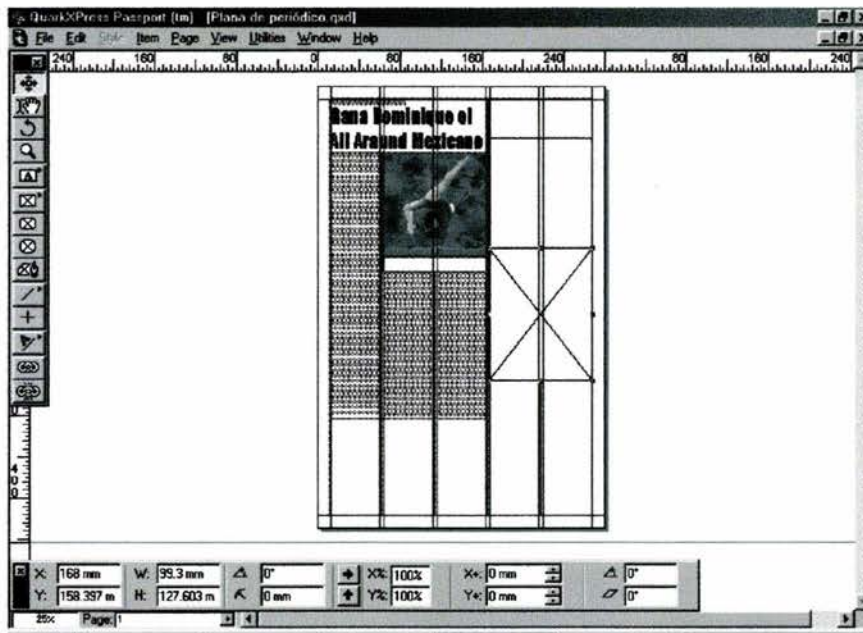 QuarkXPress Passport (tm) [Plana de periódico.qxd]
File Edit Style Item Page View Utilities Window Help
240 160 80 0 80 160 240 160 80 240
Gana Dominique el
All Around Mexicano
400
X: 168 mm W: 99.3 mm 0° X%: 100% X+: 0 mm 0°
Y: 158.397 m H: 127.603 m 0 mm Y%: 100% Y+: 0 mm 0°
25% Page: 1